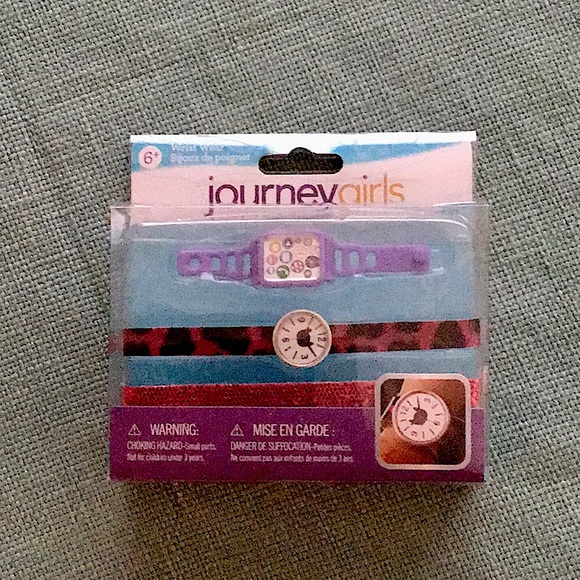 6+
Wrist Wear
Bijoux de poignet
journeygirls
⚠ WARNING:
CHOKING HAZARD-Small parts.
Not for children under 3 years.
⚠ MISE EN GARDE :
DANGER DE SUFFOCATION-Petites pièces.
Ne convient pas aux enfants de moins de 3 ans.